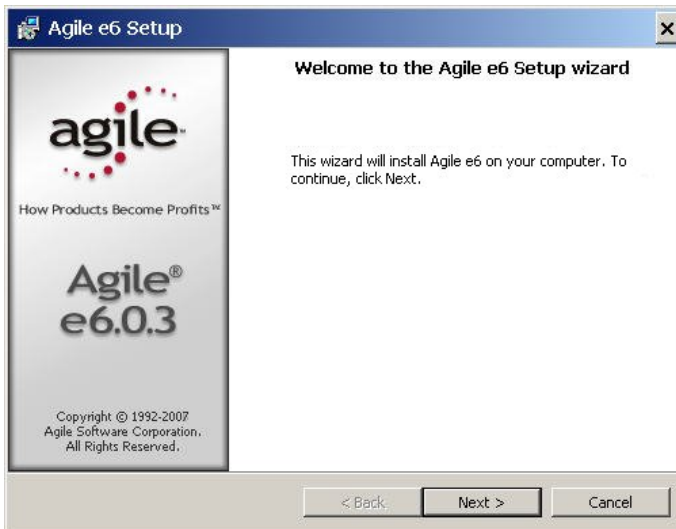 Agile e6 Setup
Welcome to the Agile e6 Setup wizard
agile™
This wizard will install Agile e6 on your computer. To
continue, click Next.
How Products Become Profits™
Agile®
e6.0.3
Copyright © 1992-2007
Agile Software Corporation.
All Rights Reserved.
< Back
Next >
Cancel